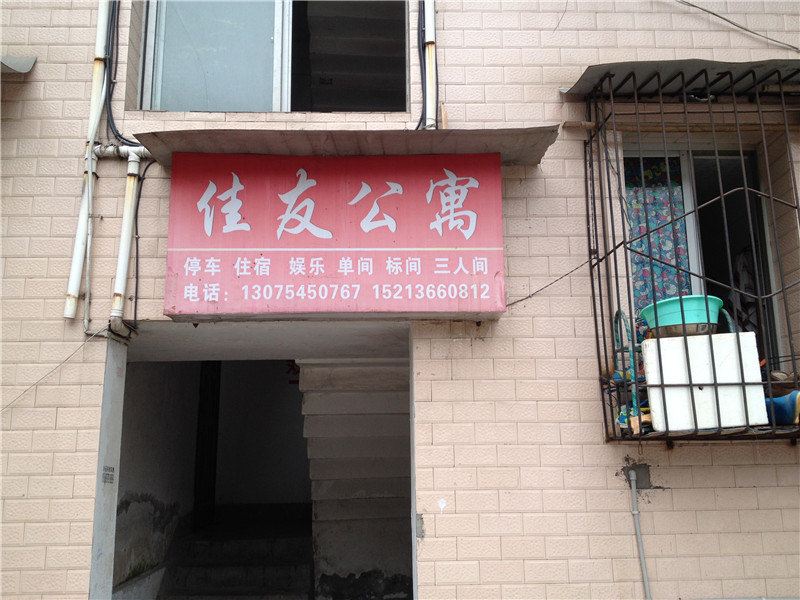 佳友公寓
停车 住宿 娱乐 单间 标间 三人间
电话：13075450767 15213660812